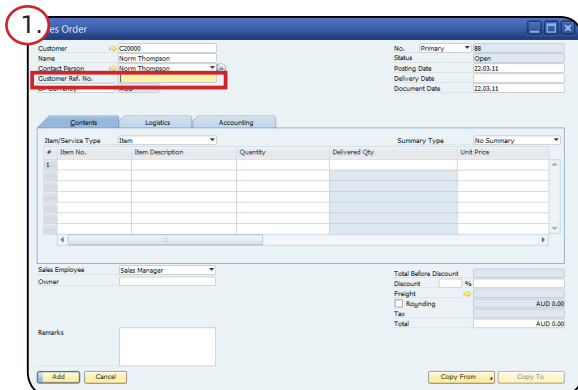 1.
es Order
Customer C20000 No. Primary 88
Name Norm Thompson Status Open
Contact Person Norm Thompson Posting Date 22.03.11
Customer Ref. No. Delivery Date
Currency AUD Document Date 22.03.11
Contents Logistics Accounting
Item/Service Type Item Summary Type No Summary
# Item No. Item Description Quantity Delivered Qty Unit Price
1
Sales Employee Sales Manager Total Before Discount
Owner Discount %
Freight
Rounding AUD 0.00
Tax
Remarks Total AUD 0.00
Add Cancel Copy From Copy To